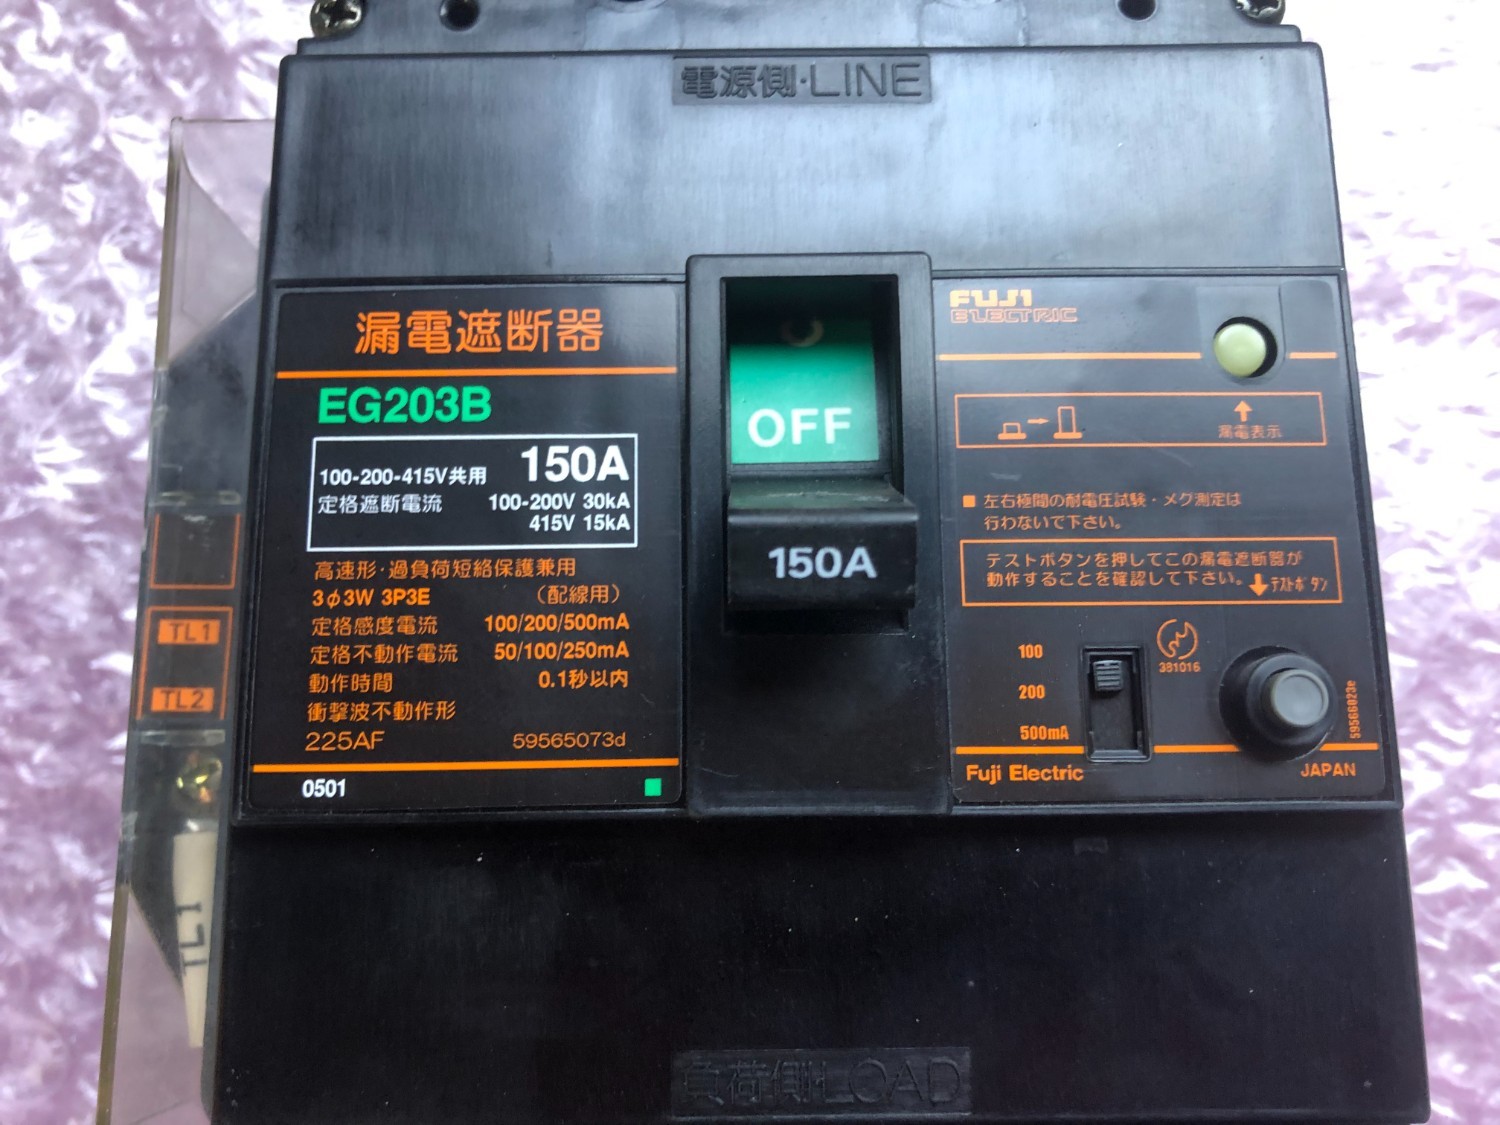 電源側·LINE
漏電遮断器
EG203B
100-200-415V共用 150A
定格遮断電流 100-200V 30kA
415V 15kA
高速形·過負荷短絡保護兼用
3φ3W 3P3E （配線用）
定格感度電流 100/200/500mA
定格不動作電流 50/100/250mA
動作時間 0.1秒以内
衝撃波不動作形
225AF 59565073d
0501
OFF
150A
FUJI
ELECTRIC
漏電表示
■ 左右極間の耐電圧試験・メグ測定は
行わないで下さい。
テストボタンを押してこの漏電遮断器が
動作することを確認して下さい。
テストボタン
100
200
500mA
381016
59566023e
Fuji Electric
JAPAN
TL1
TL2
TL1
負荷側·LOAD